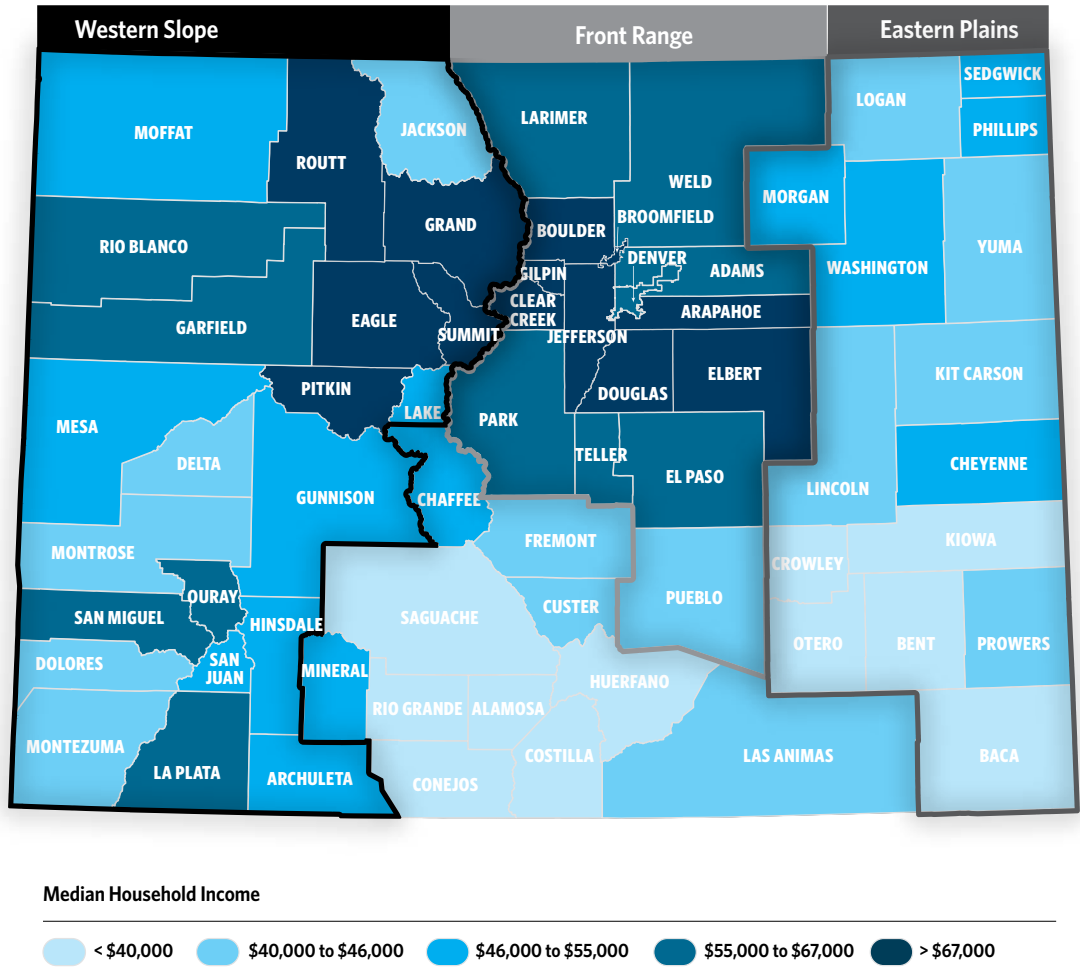 Western Slope
Front Range
Eastern Plains
MOFFAT
ROUTT
JACKSON
LARIMER
WELD
LOGAN
SEDGWICK
PHILLIPS
MORGAN
RIO BLANCO
GRAND
BOULDER
BROOMFIELD
WASHINGTON
YUMA
GARFIELD
EAGLE
SUMMIT
GILPIN
CLEAR
CREEK
JEFFERSON
DENVER
ADAMS
ARAPAHOE
DOUGLAS
ELBERT
KIT CARSON
MESA
PITKIN
LAKE
PARK
TELLER
EL PASO
LINCOLN
CHEYENNE
DELTA
GUNNISON
CHAFFEE
FREMONT
CROWLEY
KIOWA
MONTROSE
OURAY
SAN MIGUEL
HINSDALE
SAGUACHE
CUSTER
PUEBLO
OTERO
BENT
PROWERS
DOLORES
SAN
JUAN
MINERAL
RIO GRANDE
ALAMOSA
HUERFANO
MONTEZUMA
LA PLATA
ARCHULETA
CONEJOS
COSTILLA
LAS ANIMAS
BACA
Median Household Income
< $40,000
$40,000 to $46,000
$46,000 to $55,000
$55,000 to $67,000
> $67,000